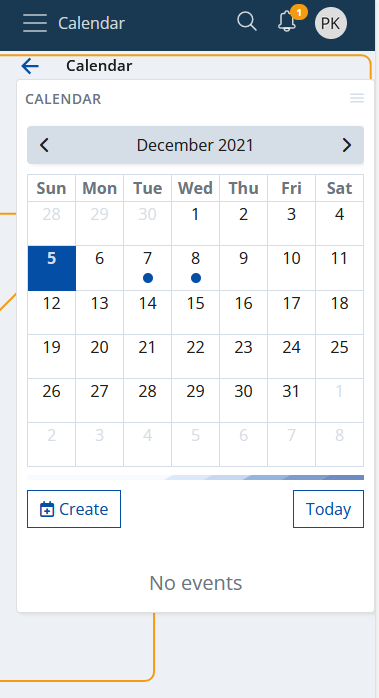 Calendar
1
PK
Calendar
CALENDAR
December 2021
Sun Mon Tue Wed Thu Fri Sat
28 29 30 1 2 3 4
5 6 7 8 9 10 11
12 13 14 15 16 17 18
19 20 21 22 23 24 25
26 27 28 29 30 31 1
2 3 4 5 6 7 8
Create Today
No events